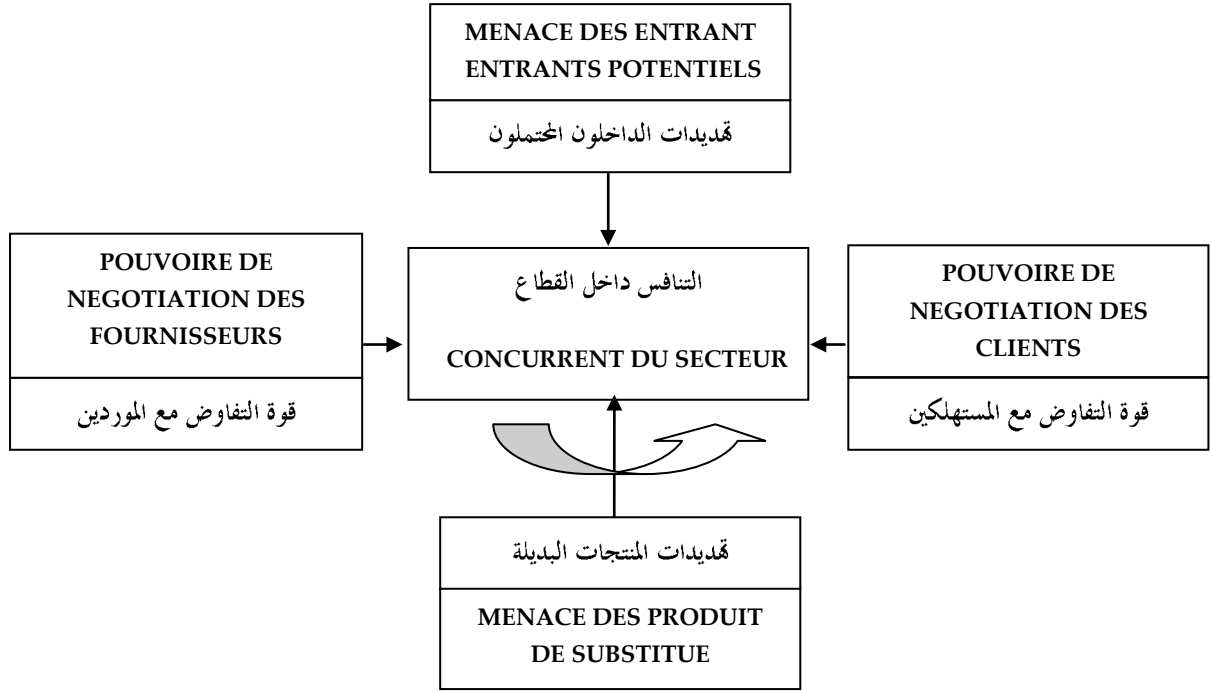 MENACE DES ENTRANT
ENTRANTS POTENTIELS
تهديدات الداخلون المحتملون
POUVOIRE DE
NEGOTIATION DES
FOURNISSEURS
قوة التفاوض مع الموردين
التنافس داخل القطاع
CONCURRENT DU SECTEUR
POUVOIRE DE
NEGOTIATION DES
CLIENTS
قوة التفاوض مع المستهلكين
تهديدات المنتجات البديلة
MENACE DES PRODUIT
DE SUBSTITUE